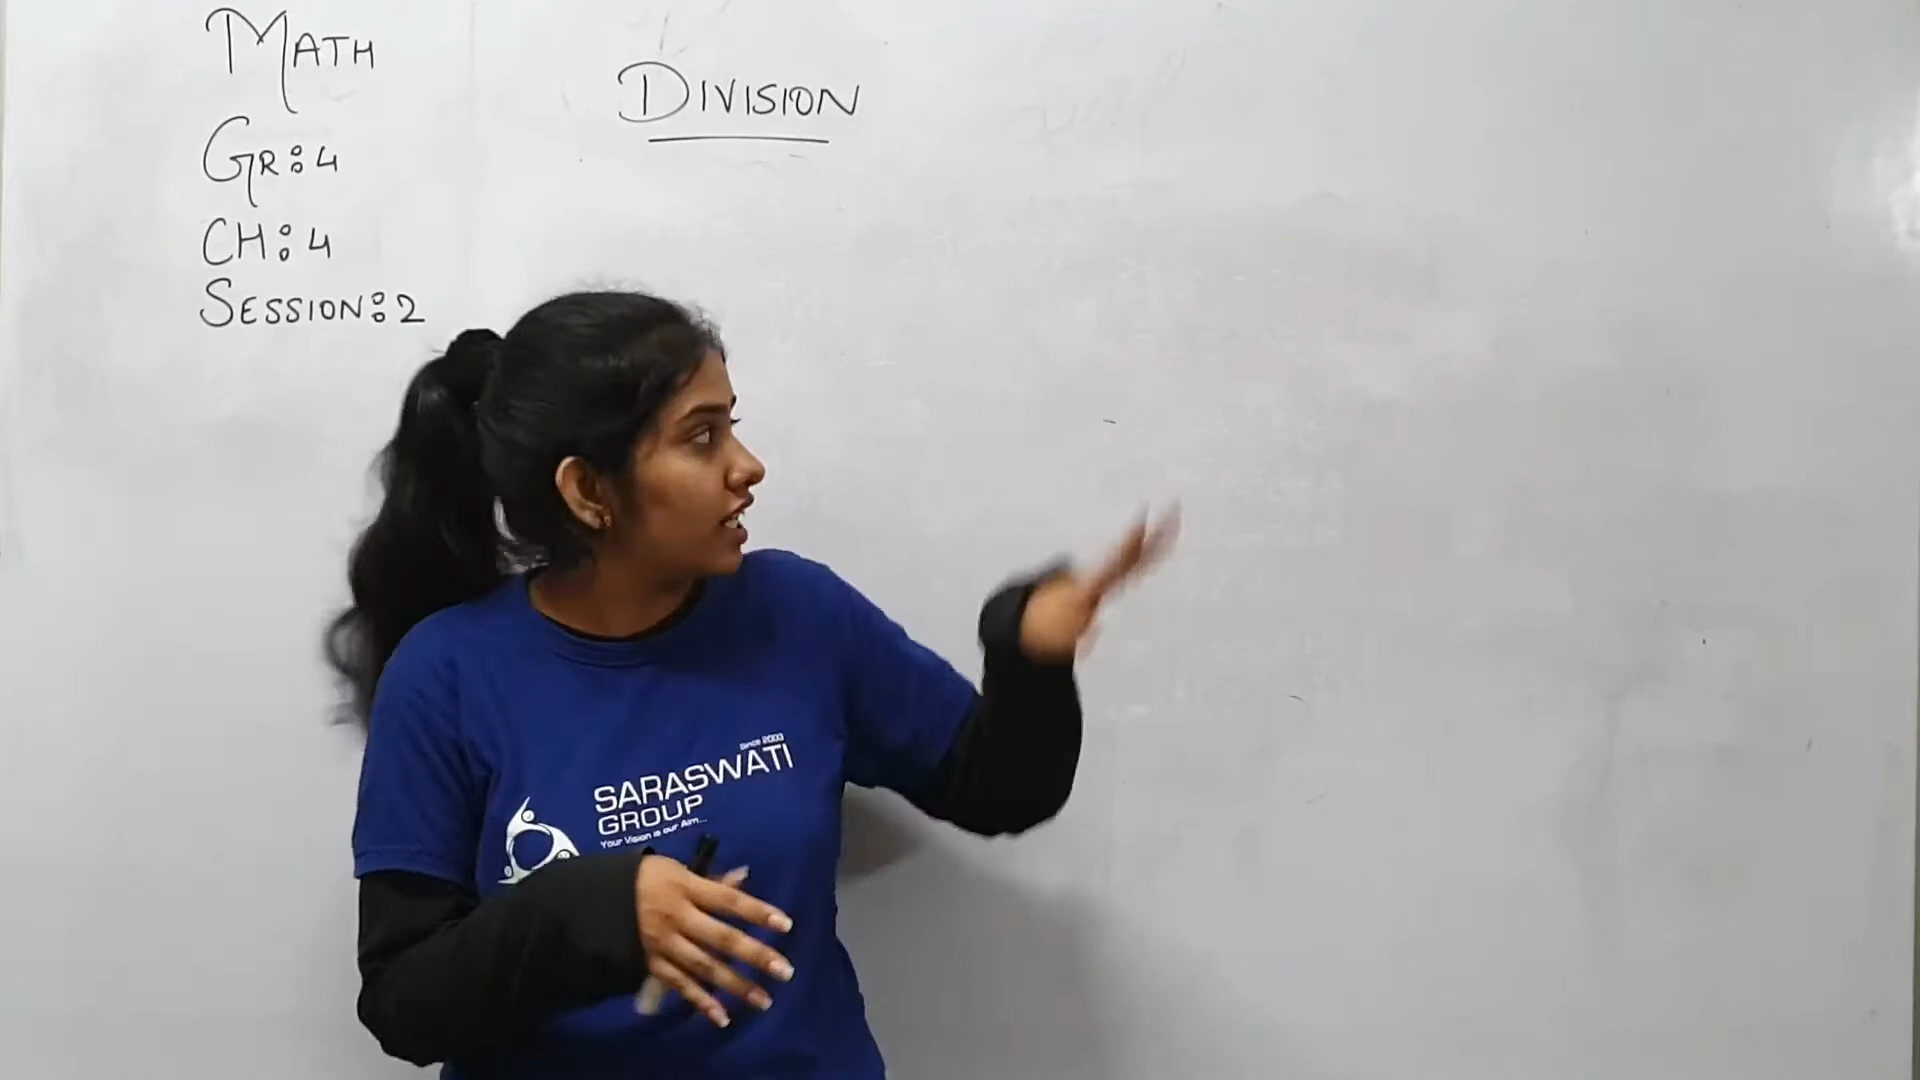 MATH
GR: 4
CH: 4
SESSION: 2
DIVISION
Since 2003
SARASWATI
GROUP
Your Vision is our Aim...